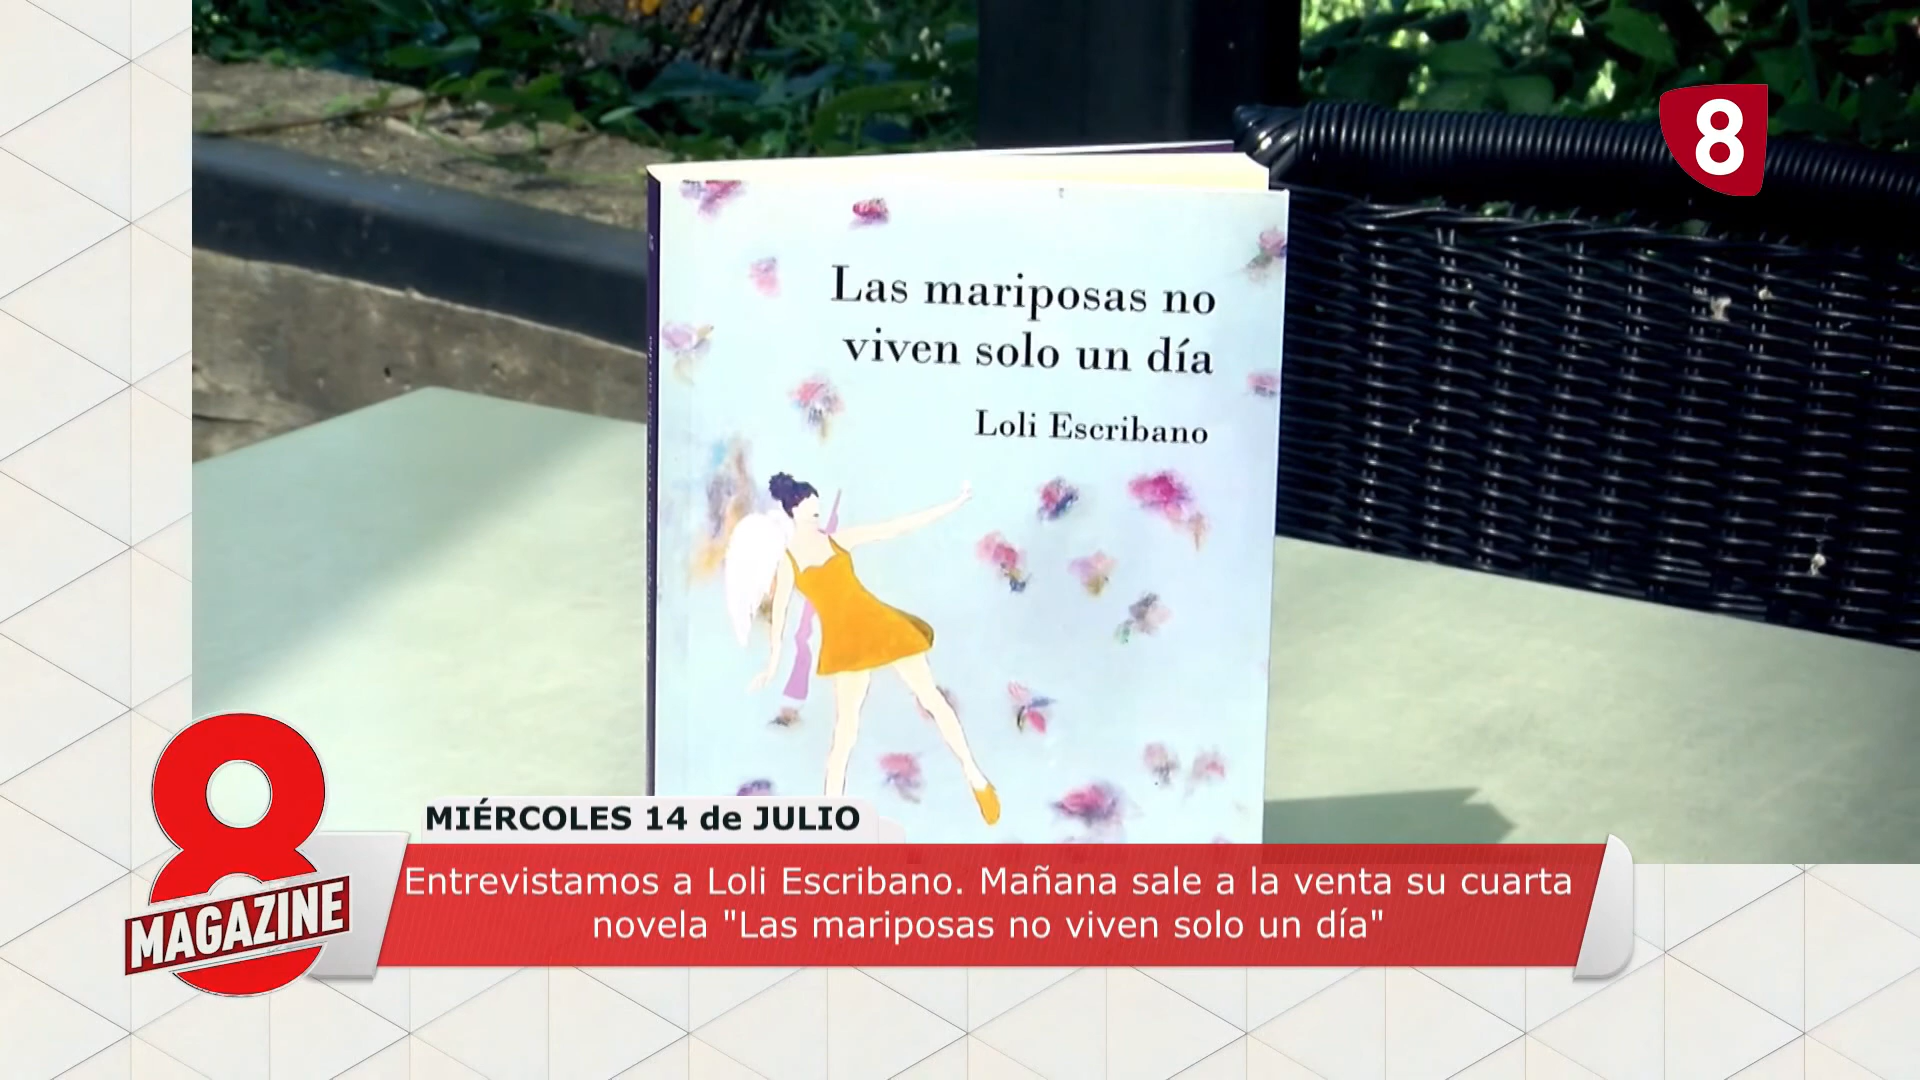 8
Las mariposas no
viven solo un día
Loli Escribano
MIÉRCOLES 14 de JULIO
Entrevistamos a Loli Escribano. Mañana sale a la venta su cuarta
novela "Las mariposas no viven solo un día"
8
MAGAZINE